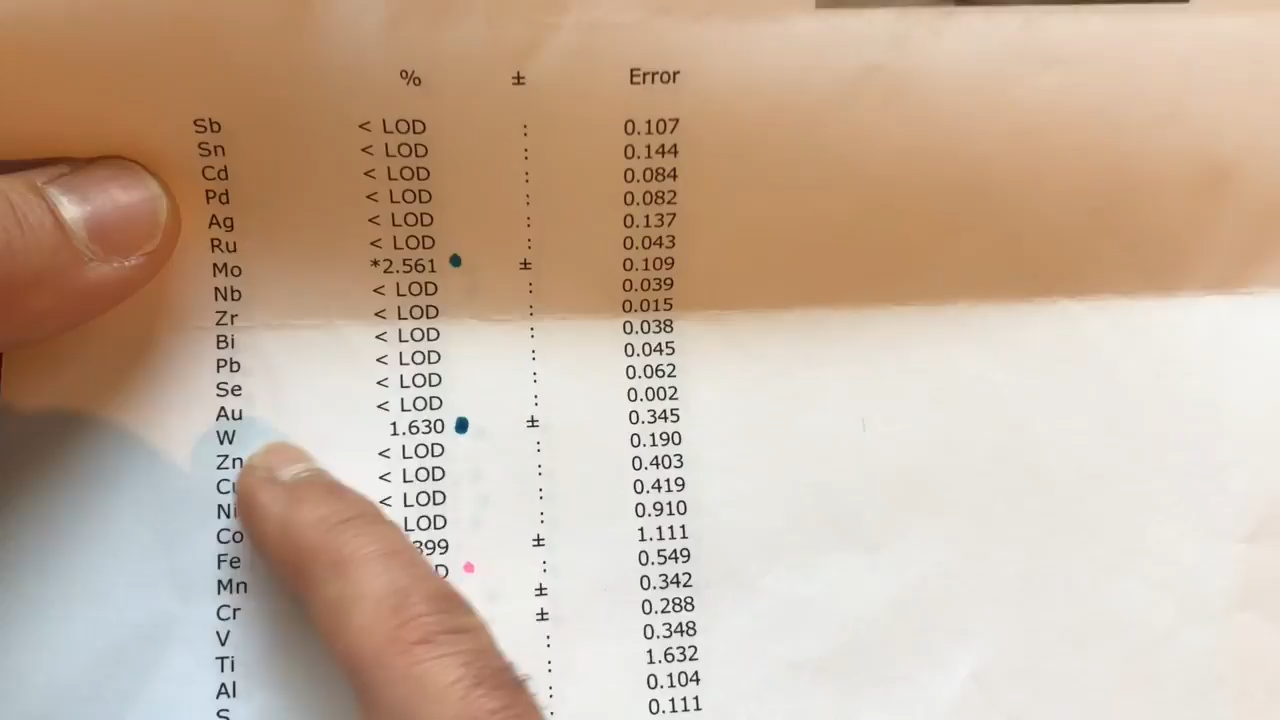 % ± Error
Sb < LOD : 0.107
Sn < LOD : 0.144
Cd < LOD : 0.084
Pd < LOD : 0.082
Ag < LOD : 0.137
Ru < LOD : 0.043
Mo *2.561 ± 0.109
Nb < LOD : 0.039
Zr < LOD : 0.015
Bi < LOD : 0.038
Pb < LOD : 0.045
Se < LOD : 0.062
Au < LOD : 0.002
W 1.630 ± 0.345
Zn < LOD : 0.190
< LOD : 0.403
Ni < LOD : 0.419
Co LOD : 0.910
Fe ± 1.111
Mn : 0.549
Cr ± 0.342
V ± 0.288
Ti : 0.348
Al : 1.632
: 0.104
: 0.111